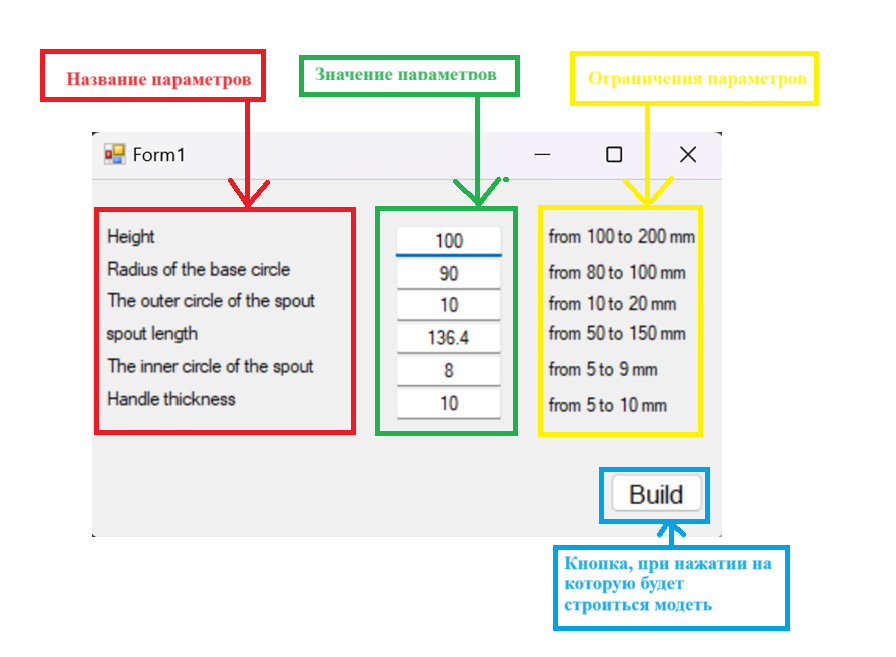 Название параметров
Значение параметров
Ограничения параметров
Form1
Height 100 from 100 to 200 mm
Radius of the base circle 90 from 80 to 100 mm
The outer circle of the spout 10 from 10 to 20 mm
spout length 136.4 from 50 to 150 mm
The inner circle of the spout 8 from 5 to 9 mm
Handle thickness 10 from 5 to 10 mm
Build
Кнопка, при нажатии на
которую будет
строиться модеть